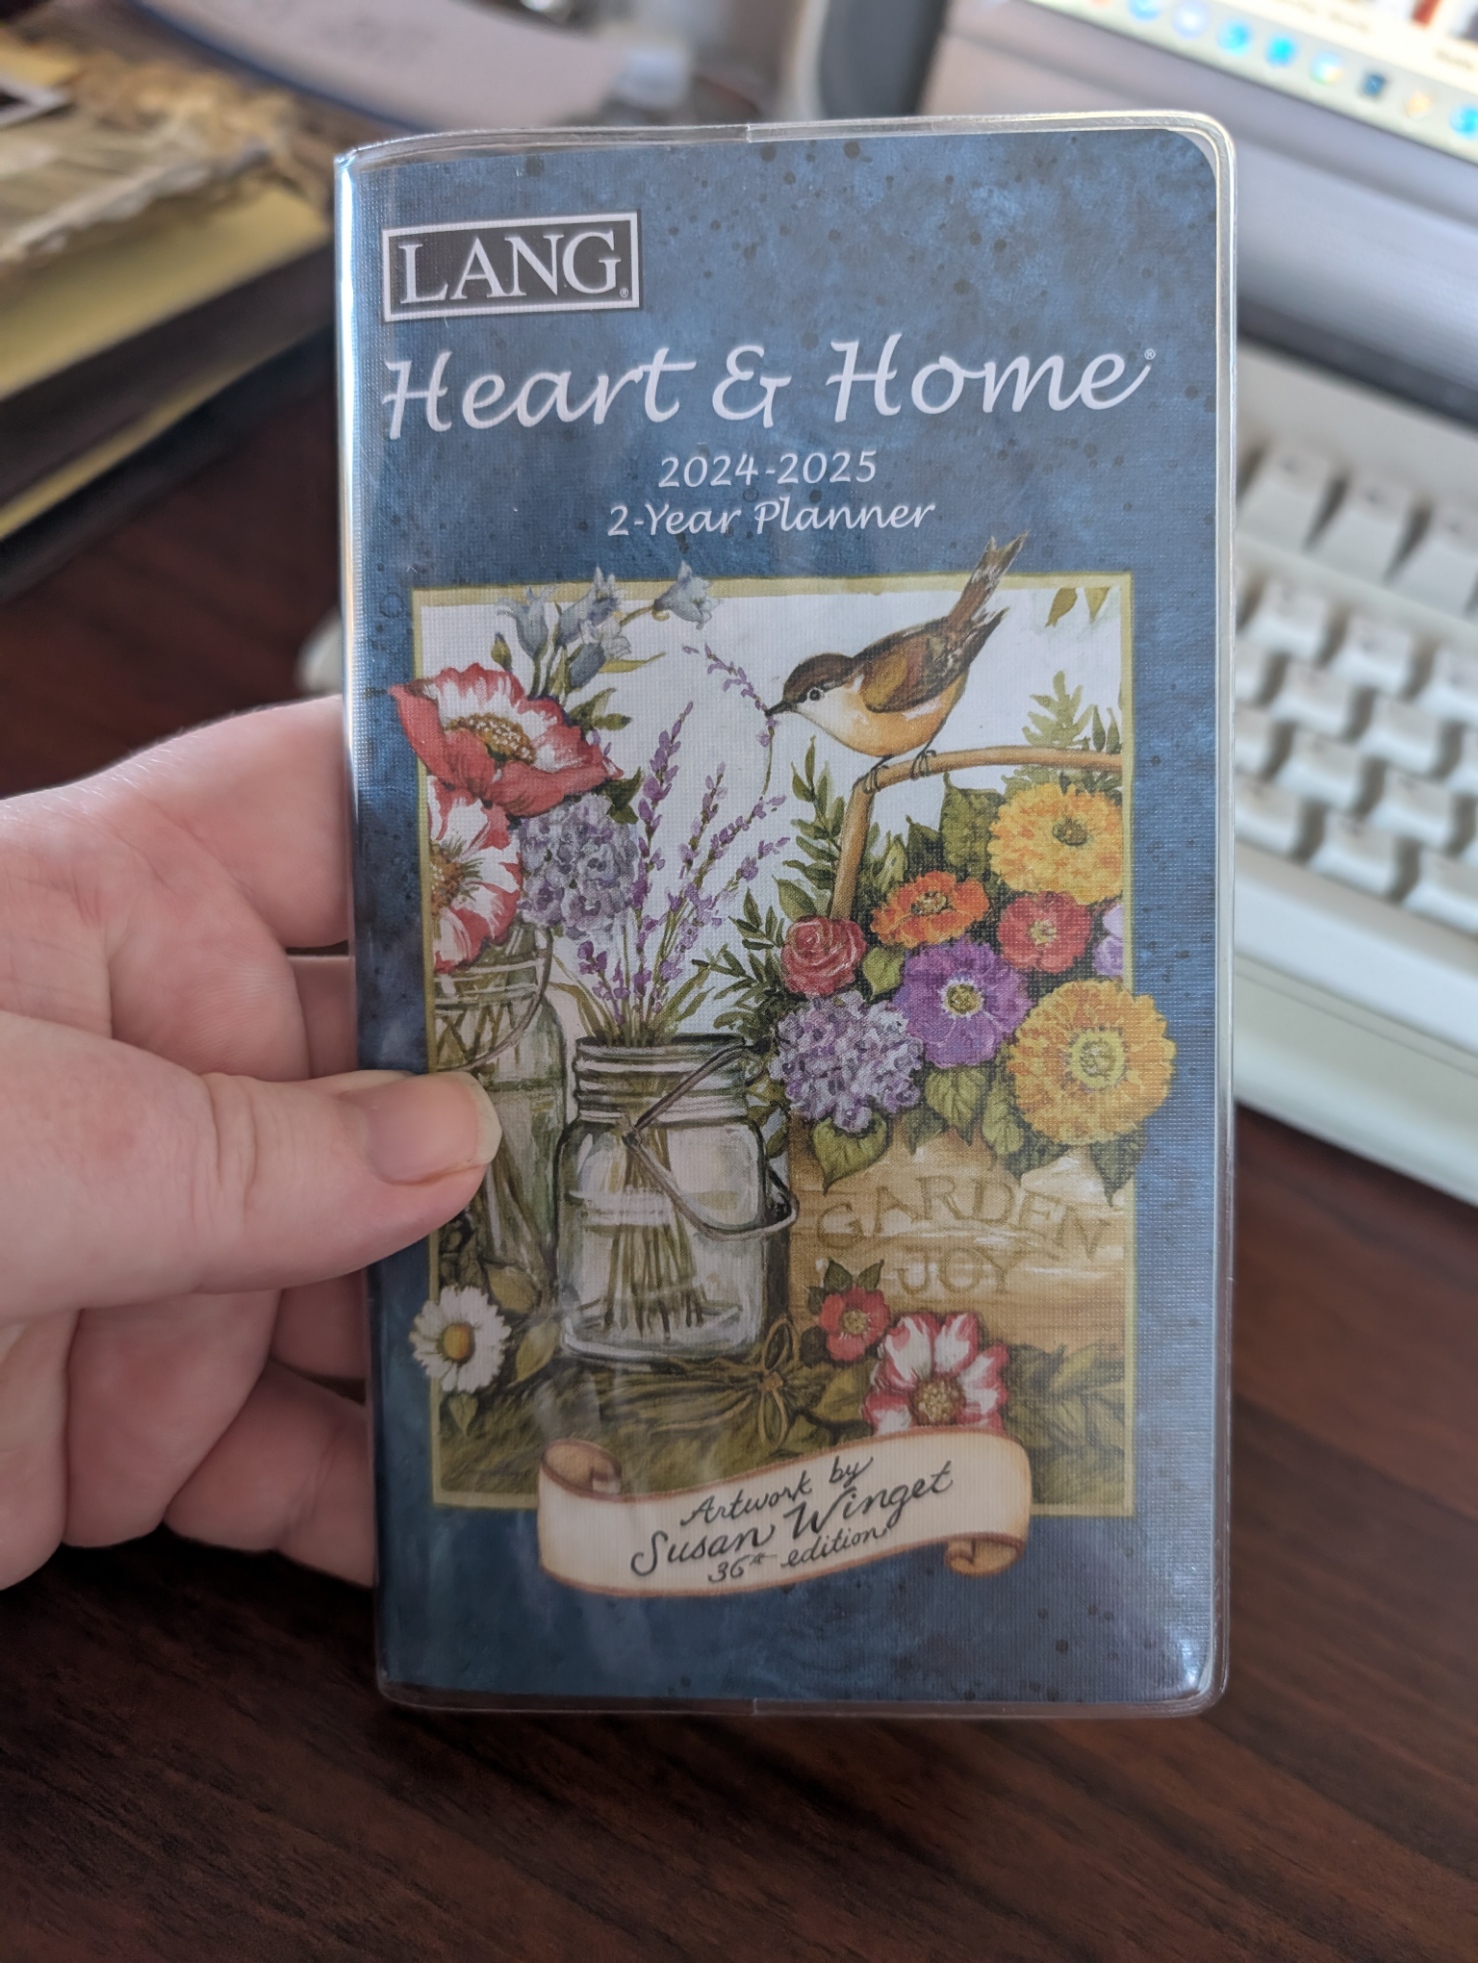 LANG®
Heart & Home®
2024-2025
2-Year Planner
GARDEN
JOY
Artwork by
Susan Winget
36th edition